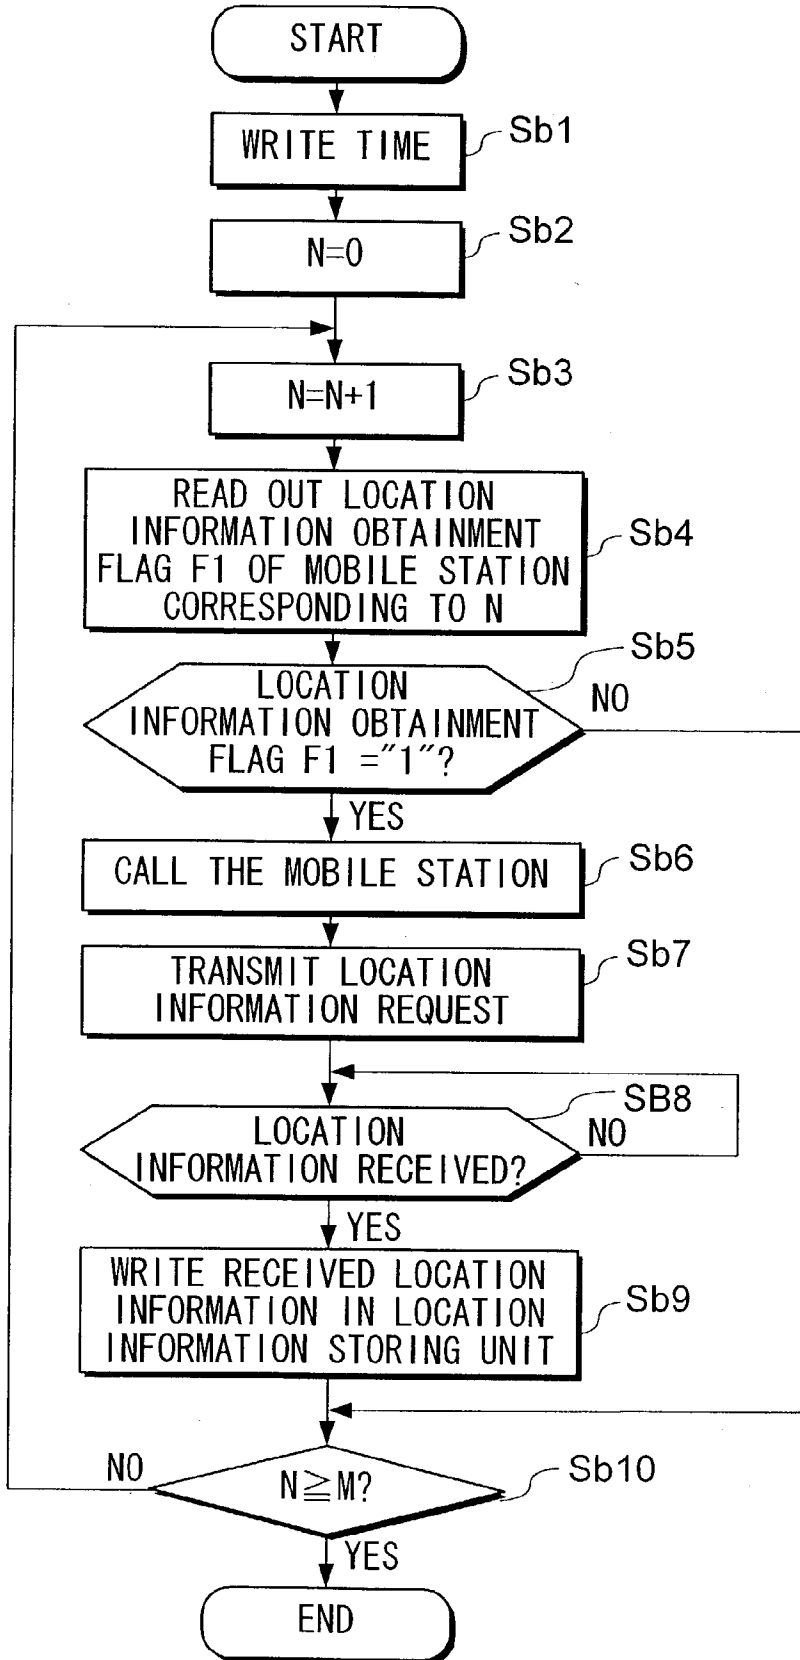 START
WRITE TIME
Sb1
N=0
Sb2
N=N+1
Sb3
READ OUT LOCATION
INFORMATION OBTAINMENT
FLAG F1 OF MOBILE STATION
CORRESPONDING TO N
Sb4
LOCATION
INFORMATION OBTAINMENT
FLAG F1 ="1"?
Sb5
NO
YES
CALL THE MOBILE STATION
Sb6
TRANSMIT LOCATION
INFORMATION REQUEST
Sb7
LOCATION
INFORMATION RECEIVED?
SB8
NO
YES
WRITE RECEIVED LOCATION
INFORMATION IN LOCATION
INFORMATION STORING UNIT
Sb9
NO
N≧M?
Sb10
YES
END